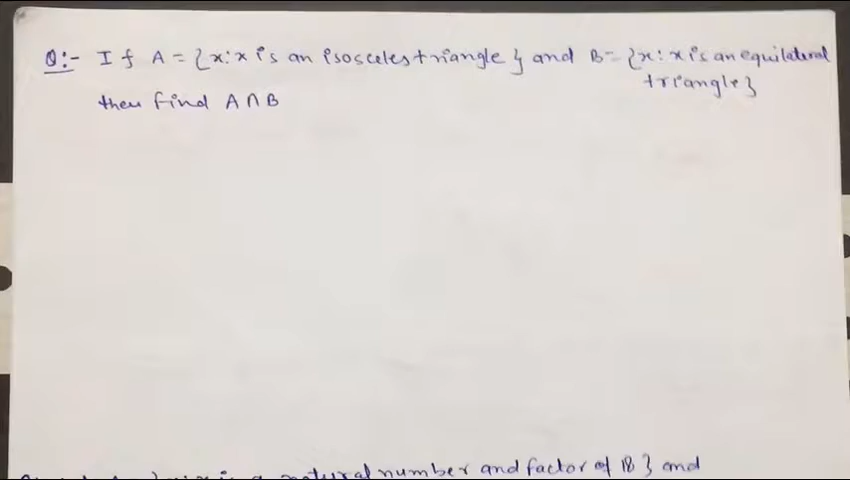 Q:- If A = {x:x is an isosceles triangle} and B = {x: x is an equilateral
triangle}
then find A∩B
is a natural number and factor of 18} and